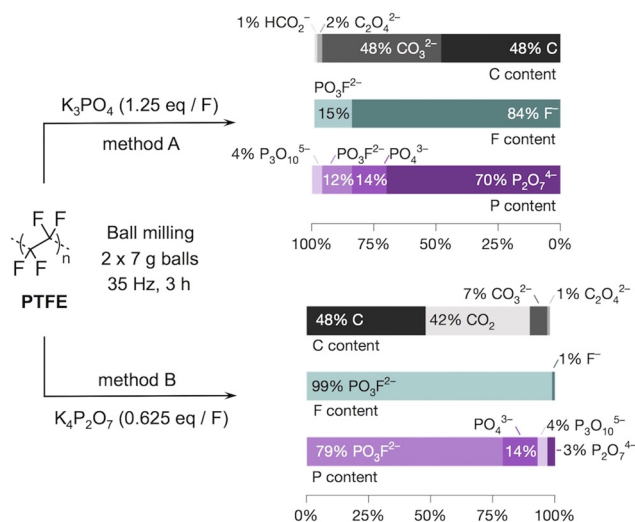 1% HCO₂⁻ 2% C₂O₄²⁻
48% CO₃²⁻ 48% C
C content
K₃PO₄ (1.25 eq / F)
method A
PO₃F²⁻
15% 84% F⁻
F content
4% P₃O₁₀⁵⁻ PO₃F²⁻ PO₄³⁻
12% 14% 70% P₂O₇⁴⁻
P content
100% 75% 50% 25% 0%
F F
F F n
PTFE
Ball milling
2 x 7 g balls
35 Hz, 3 h
7% CO₃²⁻ 1% C₂O₄²⁻
48% C 42% CO₂
C content
method B
K₄P₂O₇ (0.625 eq / F)
1% F⁻
99% PO₃F²⁻
F content
PO₄³⁻ 4% P₃O₁₀⁵⁻
79% PO₃F²⁻ 14% 3% P₂O₇⁴⁻
P content
0% 25% 50% 75% 100%